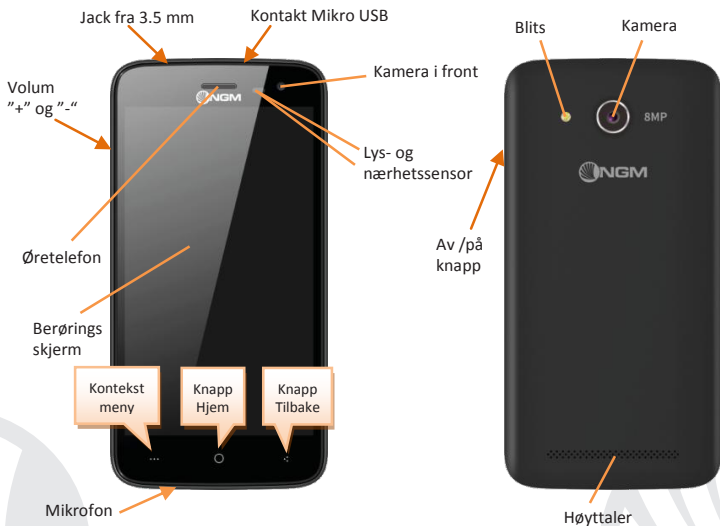 Jack fra 3.5 mm
Kontakt Mikro USB
Volum
”+” og ”-“
Kamera i front
NGM
Lys- og
nærhetssensor
Øretelefon
Berørings
skjerm
Kontekst
meny
Knapp
Hjem
Knapp
Tilbake
Mikrofon
Blits
Kamera
8MP
NGM
Av /på
knapp
Høyttaler